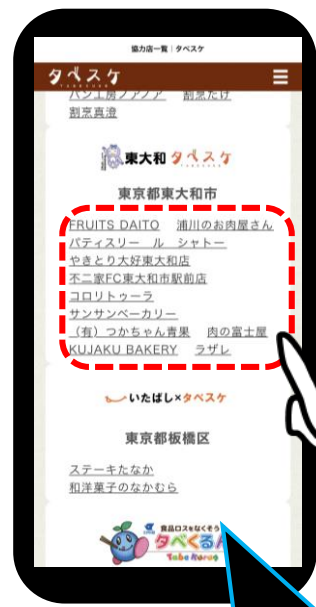 協力店一覧｜タベスケ
タベスケ
TABESUKE
パン工房ノアノア 割烹たけ
割烹真澄
東大和 タベスケ
東京都東大和市
FRUITS DAITO 浦川のお肉屋さん
パティスリー ル シャトー
やきとり大好東大和店
不二家FC東大和市駅前店
コロリトゥーラ
サンサンベーカリー
（有）つかちゃん青果 肉の富士屋
KUJAKU BAKERY ラザレ
いたばし×タベスケ
東京都板橋区
ステーキたなか
和洋菓子のなかむら
食品ロスをなくそう
タベくるん
Tabe Kurun